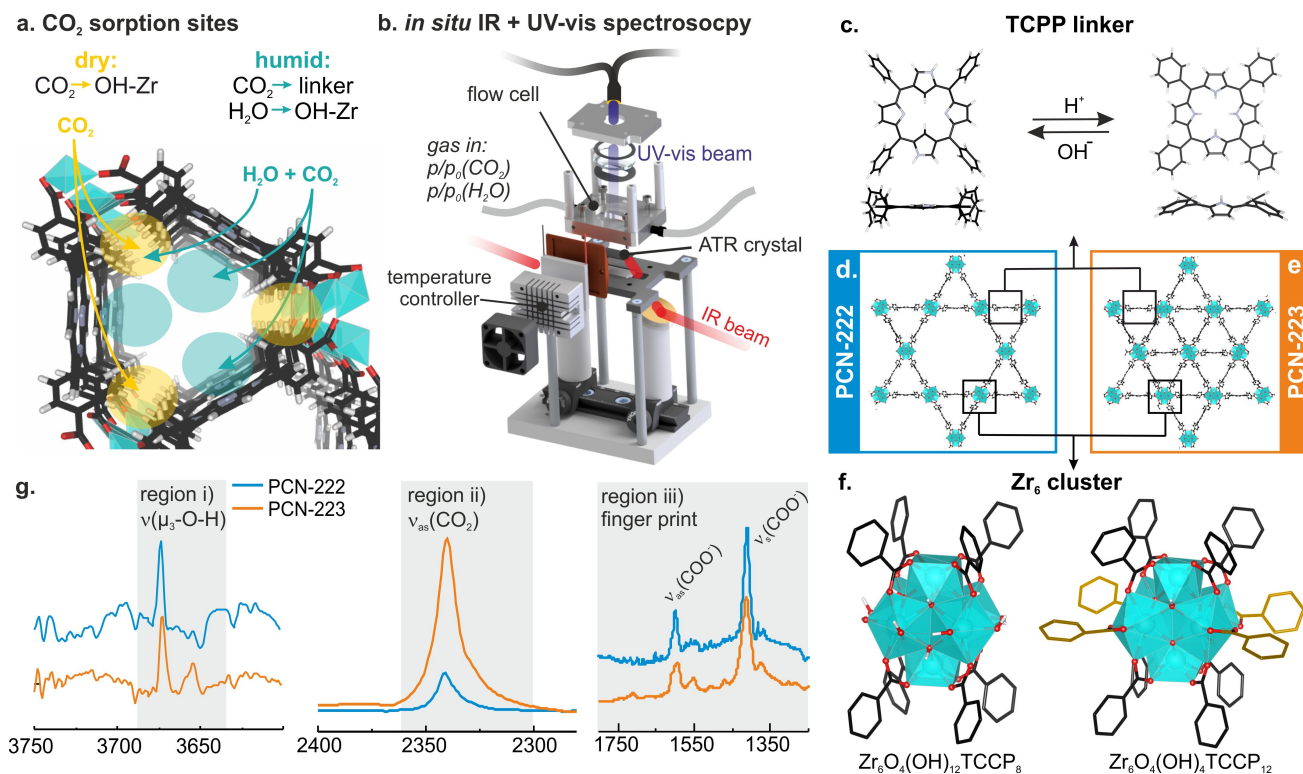 a. CO₂ sorption sites
dry:
CO₂→OH-Zr
humid:
CO₂→ linker
H₂O→OH-Zr
CO₂
H₂O + CO₂
b. in situ IR + UV-vis spectrosocpy
flow cell
UV-vis beam
gas in:
p/p₀(CO₂)
p/p₀(H₂O)
ATR crystal
temperature
controller
IR beam
c. TCPP linker
H⁺
OH⁻
d.
PCN-222
e.
PCN-223
Zr₆ cluster
f.
Zr₆O₄(OH)₁₂TCCP₈
Zr₆O₄(OH)₄TCCP₁₂
g.
region i)
ν(μ₃-O-H)
PCN-222
PCN-223
region ii)
νas(CO₂)
region iii)
finger print
νas(COO⁻)
νs(COO⁻)
3750 3700 3650
2400 2350 2300
1750 1550 1350